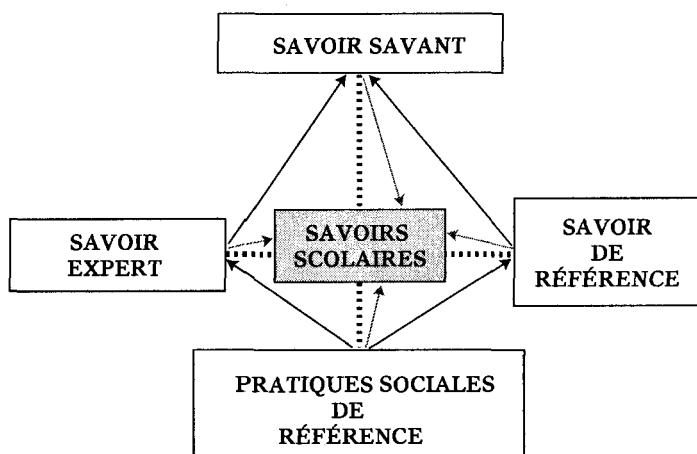 SAVOIR SAVANT
SAVOIR
EXPERT
SAVOIRS
SCOLAIRES
SAVOIR
DE
RÉFÉRENCE
PRATIQUES SOCIALES
DE
RÉFÉRENCE